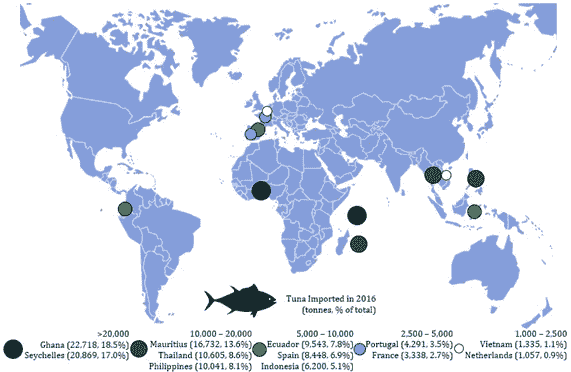 Tuna Imported in 2016
(tonnes, % of total)
>20,000
10.000 – 20,000
5000 – 10,000
2.500 – 5.000
1.000 – 2.500
Ghana (22.718, 18.5%)
Seychelles (20.869, 17.0%)
Mauritius (16,732, 13.6%)
Thailand (10.605, 8.6%)
Philippines (10,041, 8.1%)
Ecuador (9,543, 7.8%)
Spain (8,448, 6.9%)
Indonesia (6,200, 5.1%)
Portugal (4,291, 3.5%)
France (3,338, 2.7%)
Vietnam (1,335, 1.1%)
Netherlands (1,057, 0.9%)